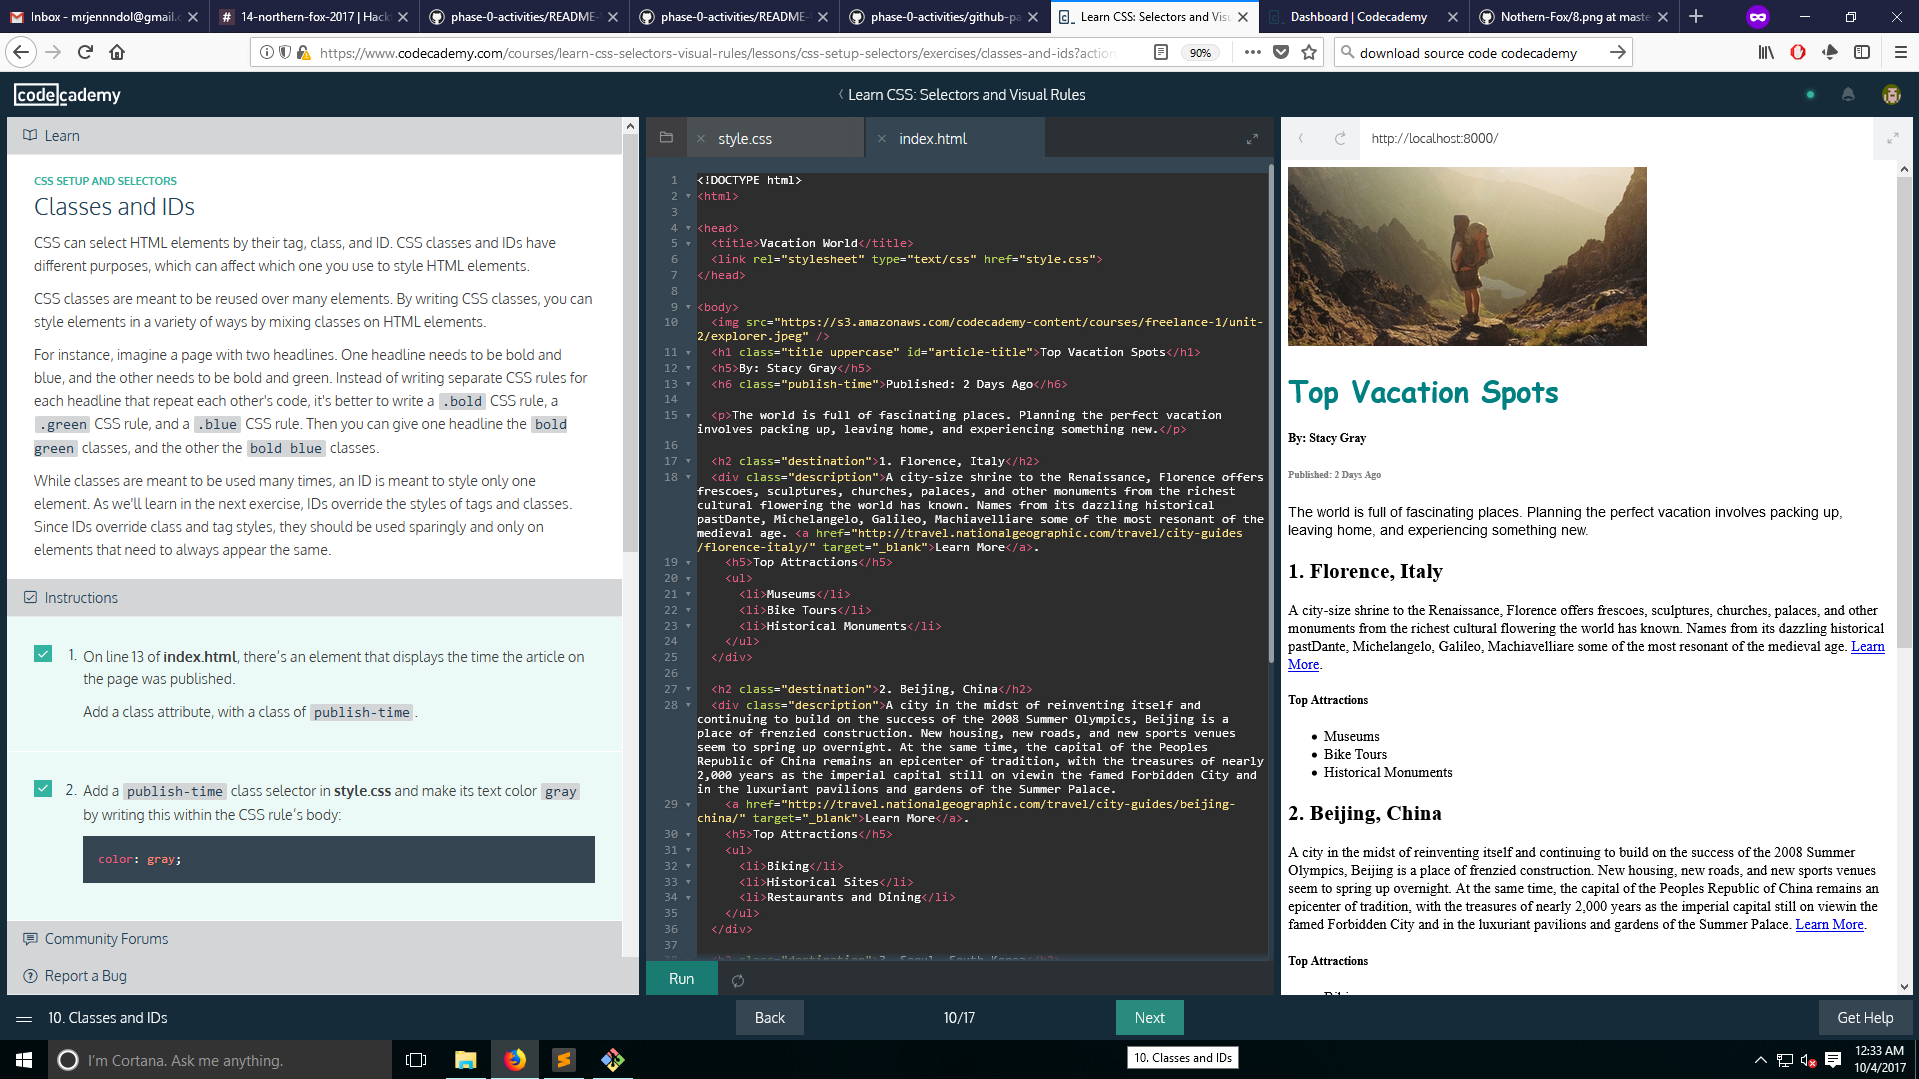 Inbox - mrjennndol@gmail.c
14-northern-fox-2017 | Hack
phase-0-activities/README-
phase-0-activities/README-
phase-0-activities/github-pa
Learn CSS: Selectors and Visu
Dashboard | Codecademy
Nothern-Fox/8.png at maste
https://www.codecademy.com/courses/learn-css-selectors-visual-rules/lessons/css-setup-selectors/exercises/classes-and-ids?action
90%
download source code codecademy
codecademy
Learn CSS: Selectors and Visual Rules
Learn
CSS SETUP AND SELECTORS
Classes and IDs
CSS can select HTML elements by their tag, class, and ID. CSS classes and IDs have
different purposes, which can affect which one you use to style HTML elements.
CSS classes are meant to be reused over many elements. By writing CSS classes, you can
style elements in a variety of ways by mixing classes on HTML elements.
For instance, imagine a page with two headlines. One headline needs to be bold and
blue, and the other needs to be bold and green. Instead of writing separate CSS rules for
each headline that repeat each other's code, it's better to write a .bold CSS rule, a
.green CSS rule, and a .blue CSS rule. Then you can give one headline the bold
green classes, and the other the bold blue classes.
While classes are meant to be used many times, an ID is meant to style only one
element. As we'll learn in the next exercise, IDs override the styles of tags and classes.
Since IDs override class and tag styles, they should be used sparingly and only on
elements that need to always appear the same.
Instructions
1. On line 13 of index.html, there's an element that displays the time the article on
the page was published.
Add a class attribute, with a class of publish-time.
2. Add a publish-time class selector in style.css and make its text color gray
by writing this within the CSS rule's body:
color: gray;
Community Forums
Report a Bug
style.css
index.html
1 <!DOCTYPE html>
2 <html>
3
4 <head>
5 <title>Vacation World</title>
6 <link rel="stylesheet" type="text/css" href="style.css">
7 </head>
8
9 <body>
10 <img src="https://s3.amazonaws.com/codecademy-content/courses/freelance-1/unit-
2/explorer.jpeg" />
11 <h1 class="title uppercase" id="article-title">Top Vacation Spots</h1>
12 <h5>By: Stacy Gray</h5>
13 <h6 class="publish-time">Published: 2 Days Ago</h6>
14
15 <p>The world is full of fascinating places. Planning the perfect vacation
involves packing up, leaving home, and experiencing something new.</p>
16
17 <h2 class="destination">1. Florence, Italy</h2>
18 <div class="description">A city-size shrine to the Renaissance, Florence offers
frescoes, sculptures, churches, palaces, and other monuments from the richest
cultural flowering the world has known. Names from its dazzling historical
pastDante, Michelangelo, Galileo, Machiavelliare some of the most resonant of the
medieval age. <a href="http://travel.nationalgeographic.com/travel/city-guides
/florence-italy/" target="_blank">Learn More</a>.
19 <h5>Top Attractions</h5>
20 <ul>
21 <li>Museums</li>
22 <li>Bike Tours</li>
23 <li>Historical Monuments</li>
24 </ul>
25 </div>
26
27 <h2 class="destination">2. Beijing, China</h2>
28 <div class="description">A city in the midst of reinventing itself and
continuing to build on the success of the 2008 Summer Olympics, Beijing is a
place of frenzied construction. New housing, new roads, and new sports venues
seem to spring up overnight. At the same time, the capital of the Peoples
Republic of China remains an epicenter of tradition, with the treasures of nearly
2,000 years as the imperial capital still on viewin the famed Forbidden City and
in the luxuriant pavilions and gardens of the Summer Palace.
29 <a href="http://travel.nationalgeographic.com/travel/city-guides/beijing-
china/" target="_blank">Learn More</a>.
30 <h5>Top Attractions</h5>
31 <ul>
32 <li>Biking</li>
33 <li>Historical Sites</li>
34 <li>Restaurants and Dining</li>
35 </ul>
36 </div>
37
38 <h2 class="destination">3. Seoul, South Korea</h2>
Run
http://localhost:8000/
Top Vacation Spots
By: Stacy Gray
Published: 2 Days Ago
The world is full of fascinating places. Planning the perfect vacation involves packing up,
leaving home, and experiencing something new.
1. Florence, Italy
A city-size shrine to the Renaissance, Florence offers frescoes, sculptures, churches, palaces, and other
monuments from the richest cultural flowering the world has known. Names from its dazzling historical
pastDante, Michelangelo, Galileo, Machiavelliare some of the most resonant of the medieval age. Learn
More.
Top Attractions
• Museums
• Bike Tours
• Historical Monuments
2. Beijing, China
A city in the midst of reinventing itself and continuing to build on the success of the 2008 Summer
Olympics, Beijing is a place of frenzied construction. New housing, new roads, and new sports venues
seem to spring up overnight. At the same time, the capital of the Peoples Republic of China remains an
epicenter of tradition, with the treasures of nearly 2,000 years as the imperial capital still on viewin the
famed Forbidden City and in the luxuriant pavilions and gardens of the Summer Palace. Learn More.
Top Attractions
10. Classes and IDs
Back
10/17
Next
Get Help
I'm Cortana. Ask me anything.
10. Classes and IDs
12:33 AM
10/4/2017